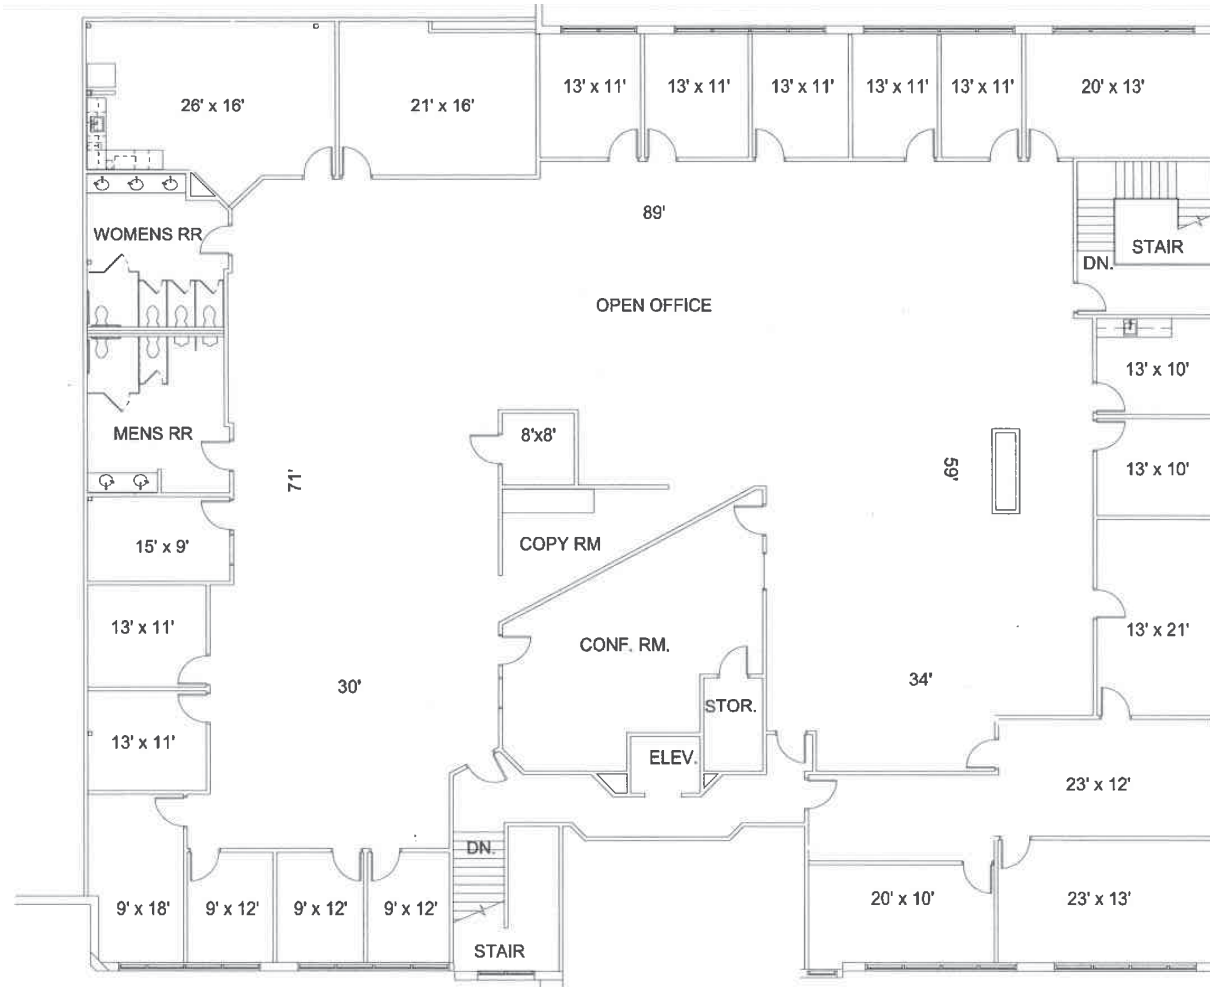 13' x 11'
13' x 11'
13' x 11'
13' x 11'
13' x 11'
20' x 13'
26' x 16'
21' x 16'
89'
WOMENS RR
STAIR
DN.
OPEN OFFICE
13' x 10'
MENS RR
8'x8'
71'
59'
13' x 10'
COPY RM
15' x 9'
13' x 11'
CONF. RM.
13' x 21'
30'
34'
STOR.
13' x 11'
ELEV.
23' x 12'
DN.
9' x 18'
9' x 12'
9' x 12'
9' x 12'
20' x 10'
23' x 13'
STAIR